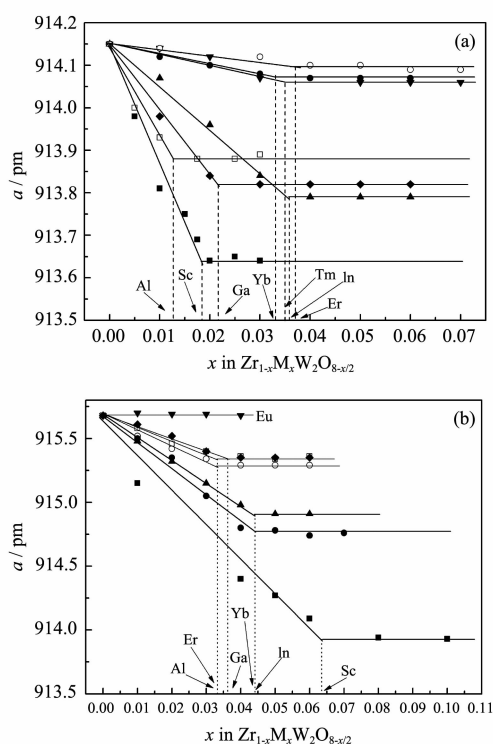 (a)
914.2
914.1
914.0
913.9
913.8
913.7
913.6
913.5
a / pm
Al
Sc
Ga
Yb
Tm
In
Er
0.00 0.01 0.02 0.03 0.04 0.05 0.06 0.07
x in Zr1-xMxW2O8-x/2
(b)
Eu
915.5
915.0
914.5
914.0
913.5
a / pm
Er
Al
Ga
Yb
In
Sc
0.00 0.01 0.02 0.03 0.04 0.05 0.06 0.07 0.08 0.09 0.10 0.11
x in Zr1-xMxW2O8-x/2